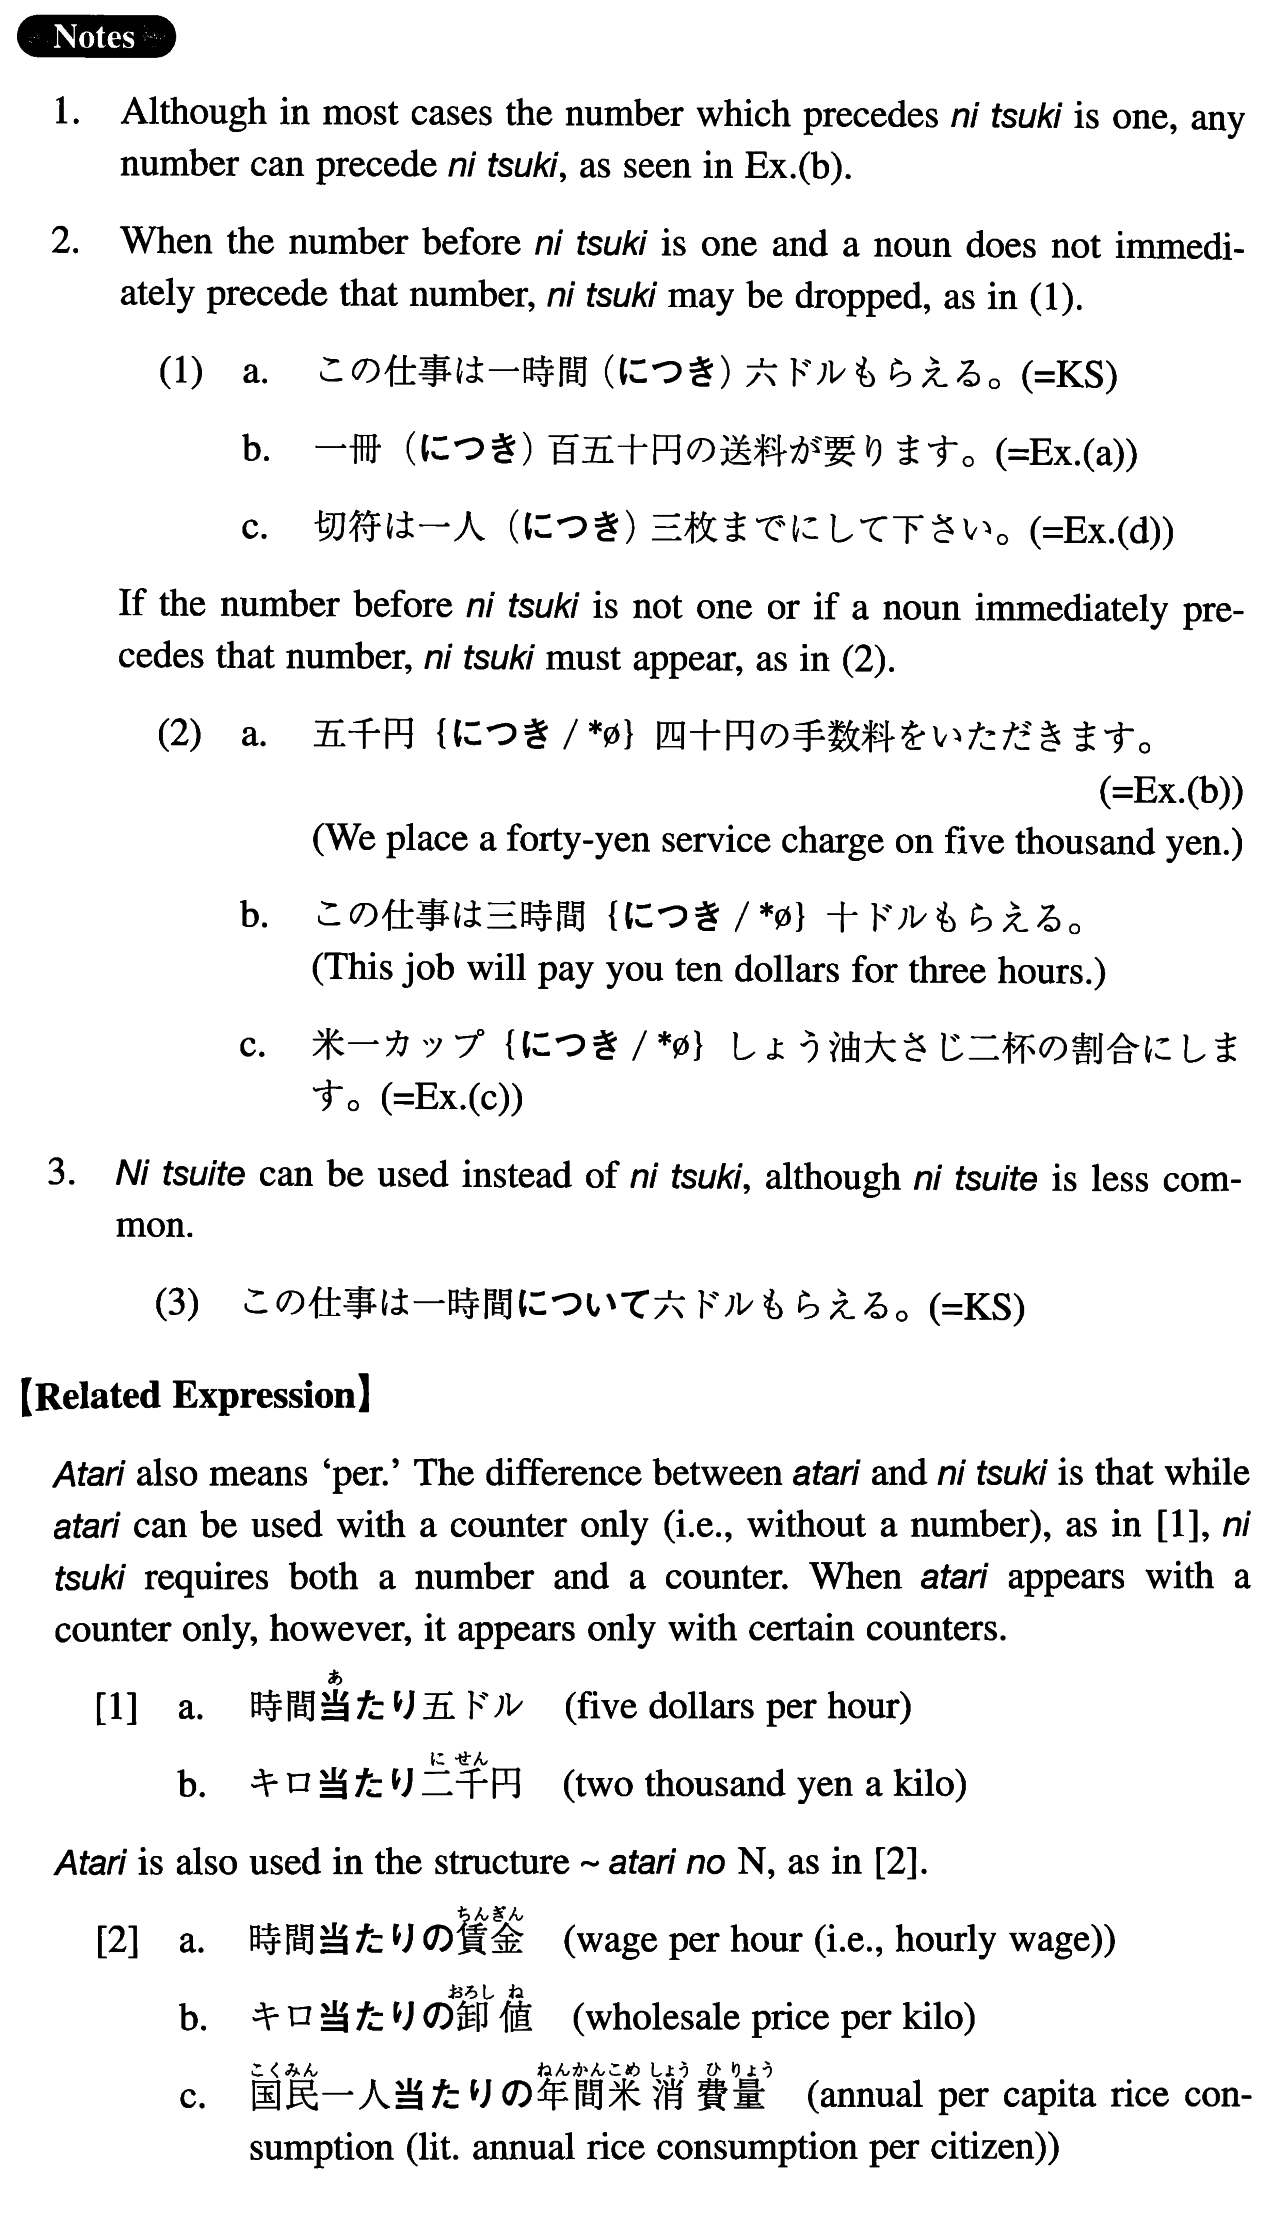 Notes
1. Although in most cases the number which precedes ni tsuki is one, any
number can precede ni tsuki, as seen in Ex.(b).
2. When the number before ni tsuki is one and a noun does not immedi-
ately precede that number, ni tsuki may be dropped, as in (1).
(1) a. この仕事は一時間（につき）六ドルもらえる。(=KS)
b. 一冊（につき）百五十円の送料が要ります。(=Ex.(a))
c. 切符は一人（につき）三枚までにして下さい。(=Ex.(d))
If the number before ni tsuki is not one or if a noun immediately pre-
cedes that number, ni tsuki must appear, as in (2).
(2) a. 五千円 {につき / *ø} 四十円の手数料をいただきます。
(=Ex.(b))
(We place a forty-yen service charge on five thousand yen.)
b. この仕事は三時間 {につき / *ø} 十ドルもらえる。
(This job will pay you ten dollars for three hours.)
c. 米一カップ {につき / *ø} しょう油大さじ二杯の割合にしま
す。(=Ex.(c))
3. Ni tsuite can be used instead of ni tsuki, although ni tsuite is less com-
mon.
(3) この仕事は一時間について六ドルもらえる。(=KS)
【Related Expression】
Atari also means ‘per.’ The difference between atari and ni tsuki is that while
atari can be used with a counter only (i.e., without a number), as in [1], ni
tsuki requires both a number and a counter. When atari appears with a
counter only, however, it appears only with certain counters.
あ
[1] a. 時間当たり五ドル (five dollars per hour)
に せん
b. キロ当たり二千円 (two thousand yen a kilo)
Atari is also used in the structure ~ atari no N, as in [2].
ちんぎん
[2] a. 時間当たりの賃金 (wage per hour (i.e., hourly wage))
おろし ね
b. キロ当たりの卸値 (wholesale price per kilo)
こくみん ねんかんこめ しょう ひ りょう
c. 国民一人当たりの年間米消費量 (annual per capita rice con-
sumption (lit. annual rice consumption per citizen))